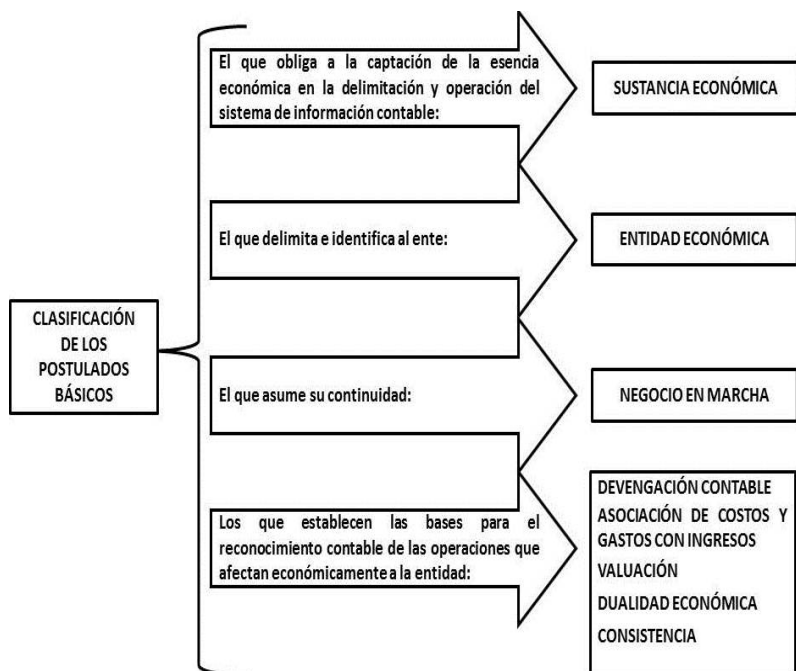 El que obliga a la captación de la esencia
económica en la delimitación y operación del
sistema de información contable:
SUSTANCIA ECONÓMICA
El que delimita e identifica al ente:
ENTIDAD ECONÓMICA
CLASIFICACIÓN
DE LOS
POSTULADOS
BÁSICOS
El que asume su continuidad:
NEGOCIO EN MARCHA
Los que establecen las bases para el
reconocimiento contable de las operaciones que
afectan económicamente a la entidad:
DEVENGACIÓN CONTABLE
ASOCIACIÓN DE COSTOS Y
GASTOS CON INGRESOS
VALUACIÓN
DUALIDAD ECONÓMICA
CONSISTENCIA